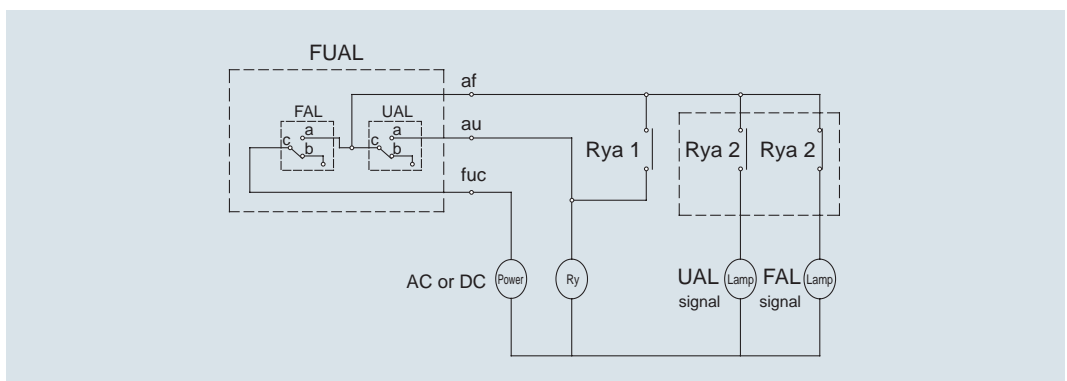 FUAL
af
FAL
UAL
a
c
b
a
c
b
au
fuc
Rya 1
Rya 2
Rya 2
AC or DC
Power
Ry
UAL
signal
Lamp
FAL
signal
Lamp